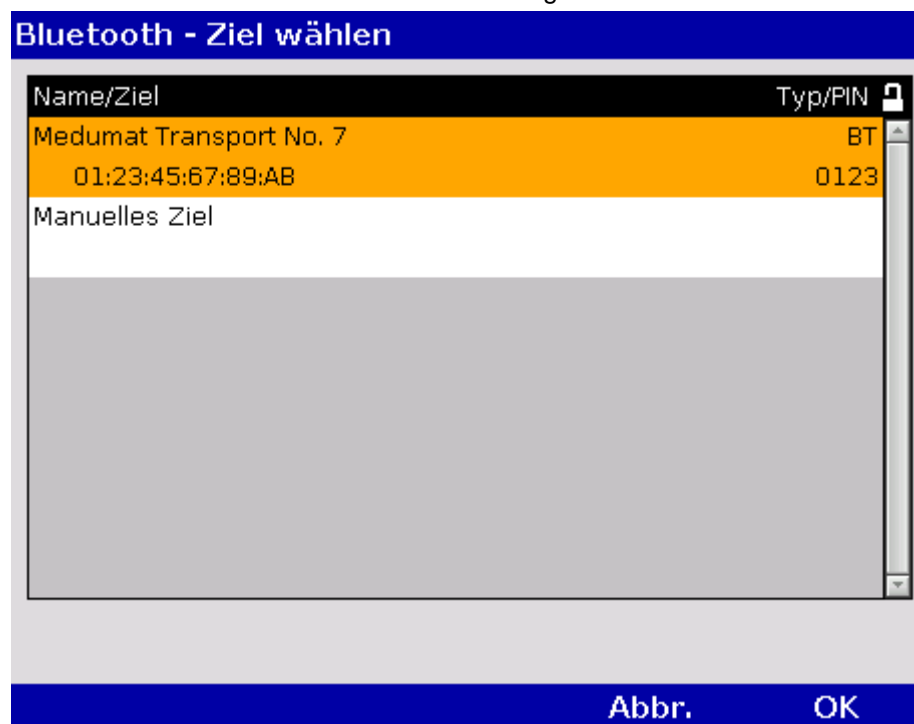 Bluetooth - Ziel wählen
Name/Ziel Typ/PIN
Medumat Transport No. 7 BT
01:23:45:67:89:AB 0123
Manuelles Ziel
Abbr. OK